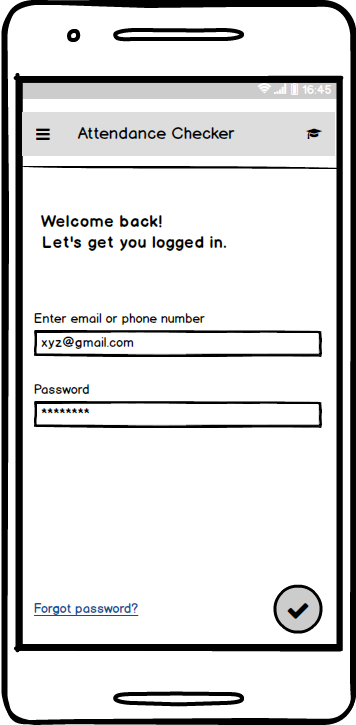 16:45
Attendance Checker
Welcome back!
Let's get you logged in.
Enter email or phone number
xyz@gmail.com
Password
********
Forgot password?